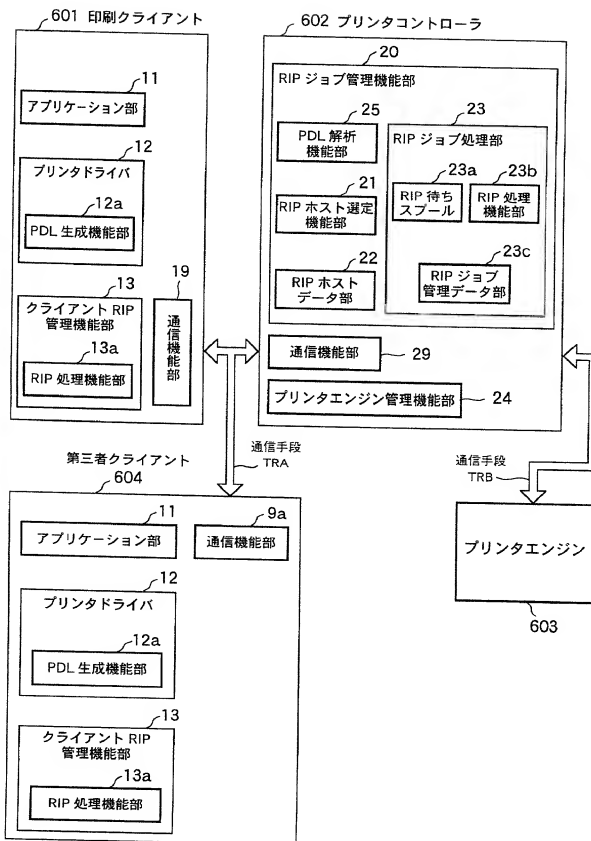 601 印刷クライアント
11
アプリケーション部
12
プリンタドライバ
12a
PDL 生成機能部
13
クライアント RIP
管理機能部
13a
RIP 処理機能部
19
通信機能部
602 プリンタコントローラ
20
RIP ジョブ管理機能部
25
PDL 解析
機能部
21
RIP ホスト選定
機能部
22
RIP ホスト
データ部
23
RIP ジョブ処理部
23a
RIP 待ち
スプール
23b
RIP 処理
機能部
23c
RIP ジョブ
管理データ部
通信機能部
29
プリンタエンジン管理機能部
24
通信手段
TRA
通信手段
TRB
プリンタエンジン
603
第三者クライアント
604
11
アプリケーション部
9a
通信機能部
12
プリンタドライバ
12a
PDL 生成機能部
13
クライアント RIP
管理機能部
13a
RIP 処理機能部